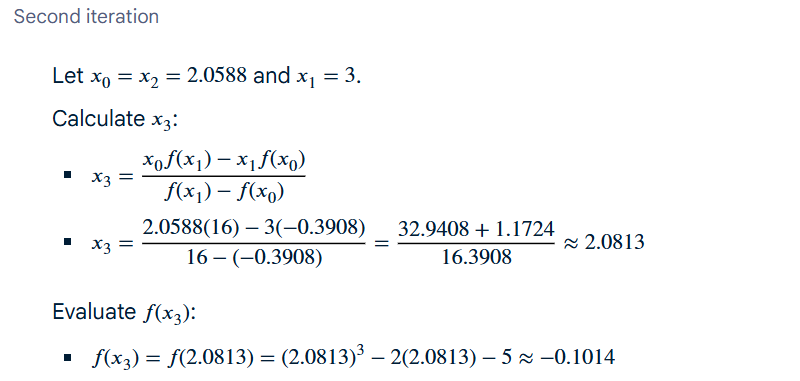 Second iteration
Let x₀ = x₂ = 2.0588 and x₁ = 3.
Calculate x₃:
▪ x₃ = (x₀f(x₁) – x₁f(x₀)) / (f(x₁) – f(x₀))
▪ x₃ = (2.0588(16) – 3(–0.3908)) / (16 – (–0.3908)) = (32.9408 + 1.1724) / 16.3908 ≈ 2.0813
Evaluate f(x₃):
▪ f(x₃) = f(2.0813) = (2.0813)³ – 2(2.0813) – 5 ≈ –0.1014